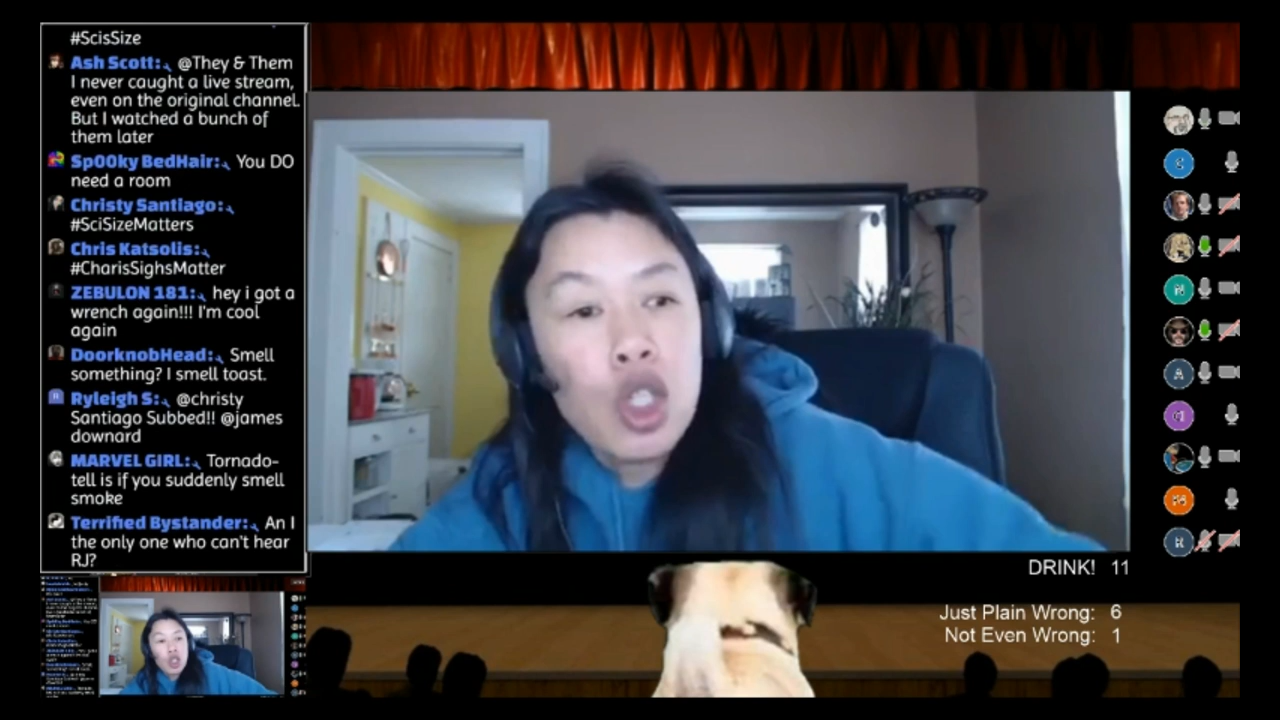 #ScisSize
Ash Scott: @They & Them
I never caught a live stream,
even on the original channel.
But I watched a bunch of
them later
Sp00ky BedHair: You DO
need a room
Christy Santiago:
#SciSizeMatters
Chris Katsolis:
#CharisSighsMatter
ZEBULON 181: hey i got a
wrench again!!! I'm cool
again
DoorknobHead: Smell
something? I smell toast.
Ryleigh S: @christy
Santiago Subbed!! @james
downard
MARVEL GIRL: Tornado-
tell is if you suddenly smell
smoke
Terrified Bystander: An I
the only one who can't hear
RJ?
DRINK! 11
Just Plain Wrong: 6
Not Even Wrong: 1